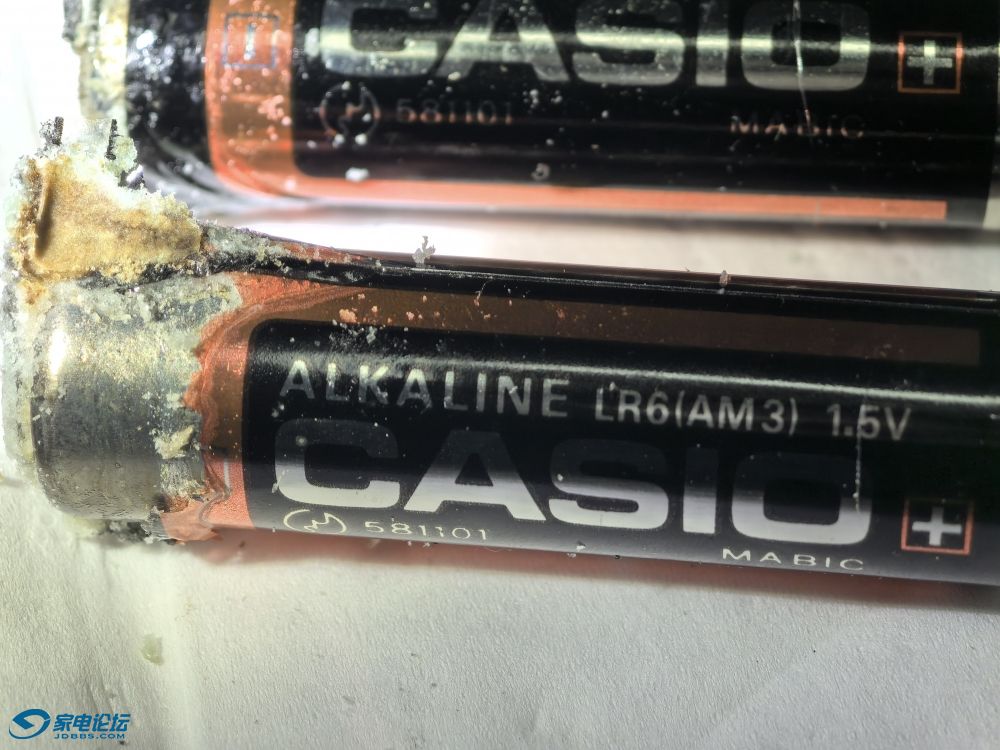 CASIO
581101
MABIC
ALKALINE LR6(AM3) 1.5V
CASIO
581101
MABIC
家电论坛
JDBBS.COM